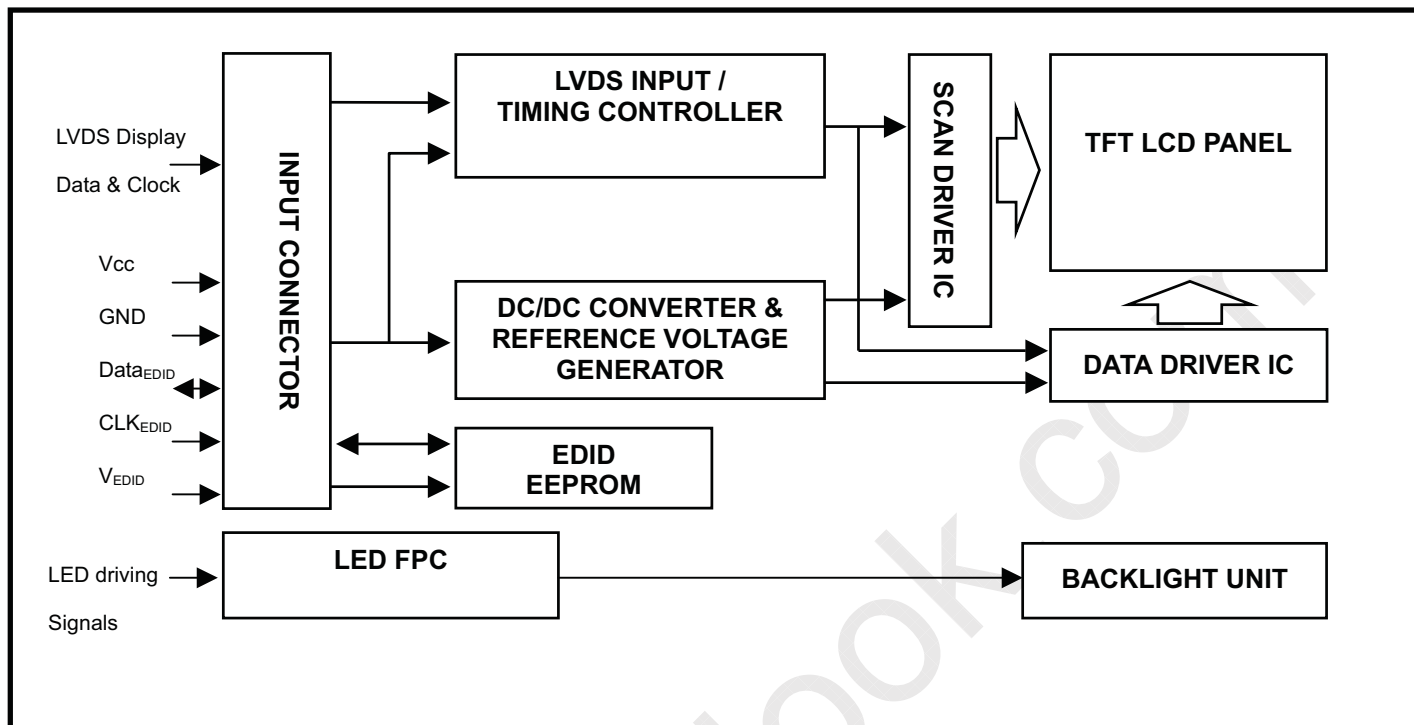 LVDS Display
Data & Clock
Vcc
GND
DataEDID
CLKEDID
VEDID
LED driving
Signals
INPUT CONNECTOR
LVDS INPUT /
TIMING CONTROLLER
DC/DC CONVERTER &
REFERENCE VOLTAGE
GENERATOR
EDID
EEPROM
LED FPC
SCAN DRIVER IC
TFT LCD PANEL
DATA DRIVER IC
BACKLIGHT UNIT
ook.com